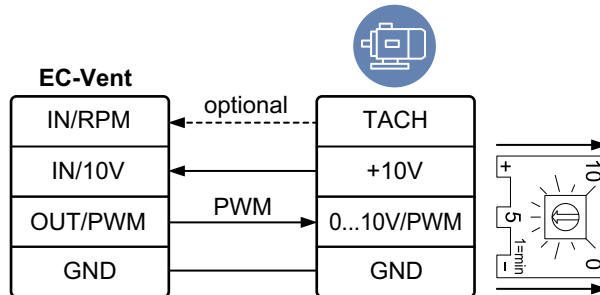 EC-Vent
optional
IN/RPM
TACH
IN/10V
+10V
OUT/PWM
PWM
0...10V/PWM
GND
GND
+
10
5
1=min
-
0